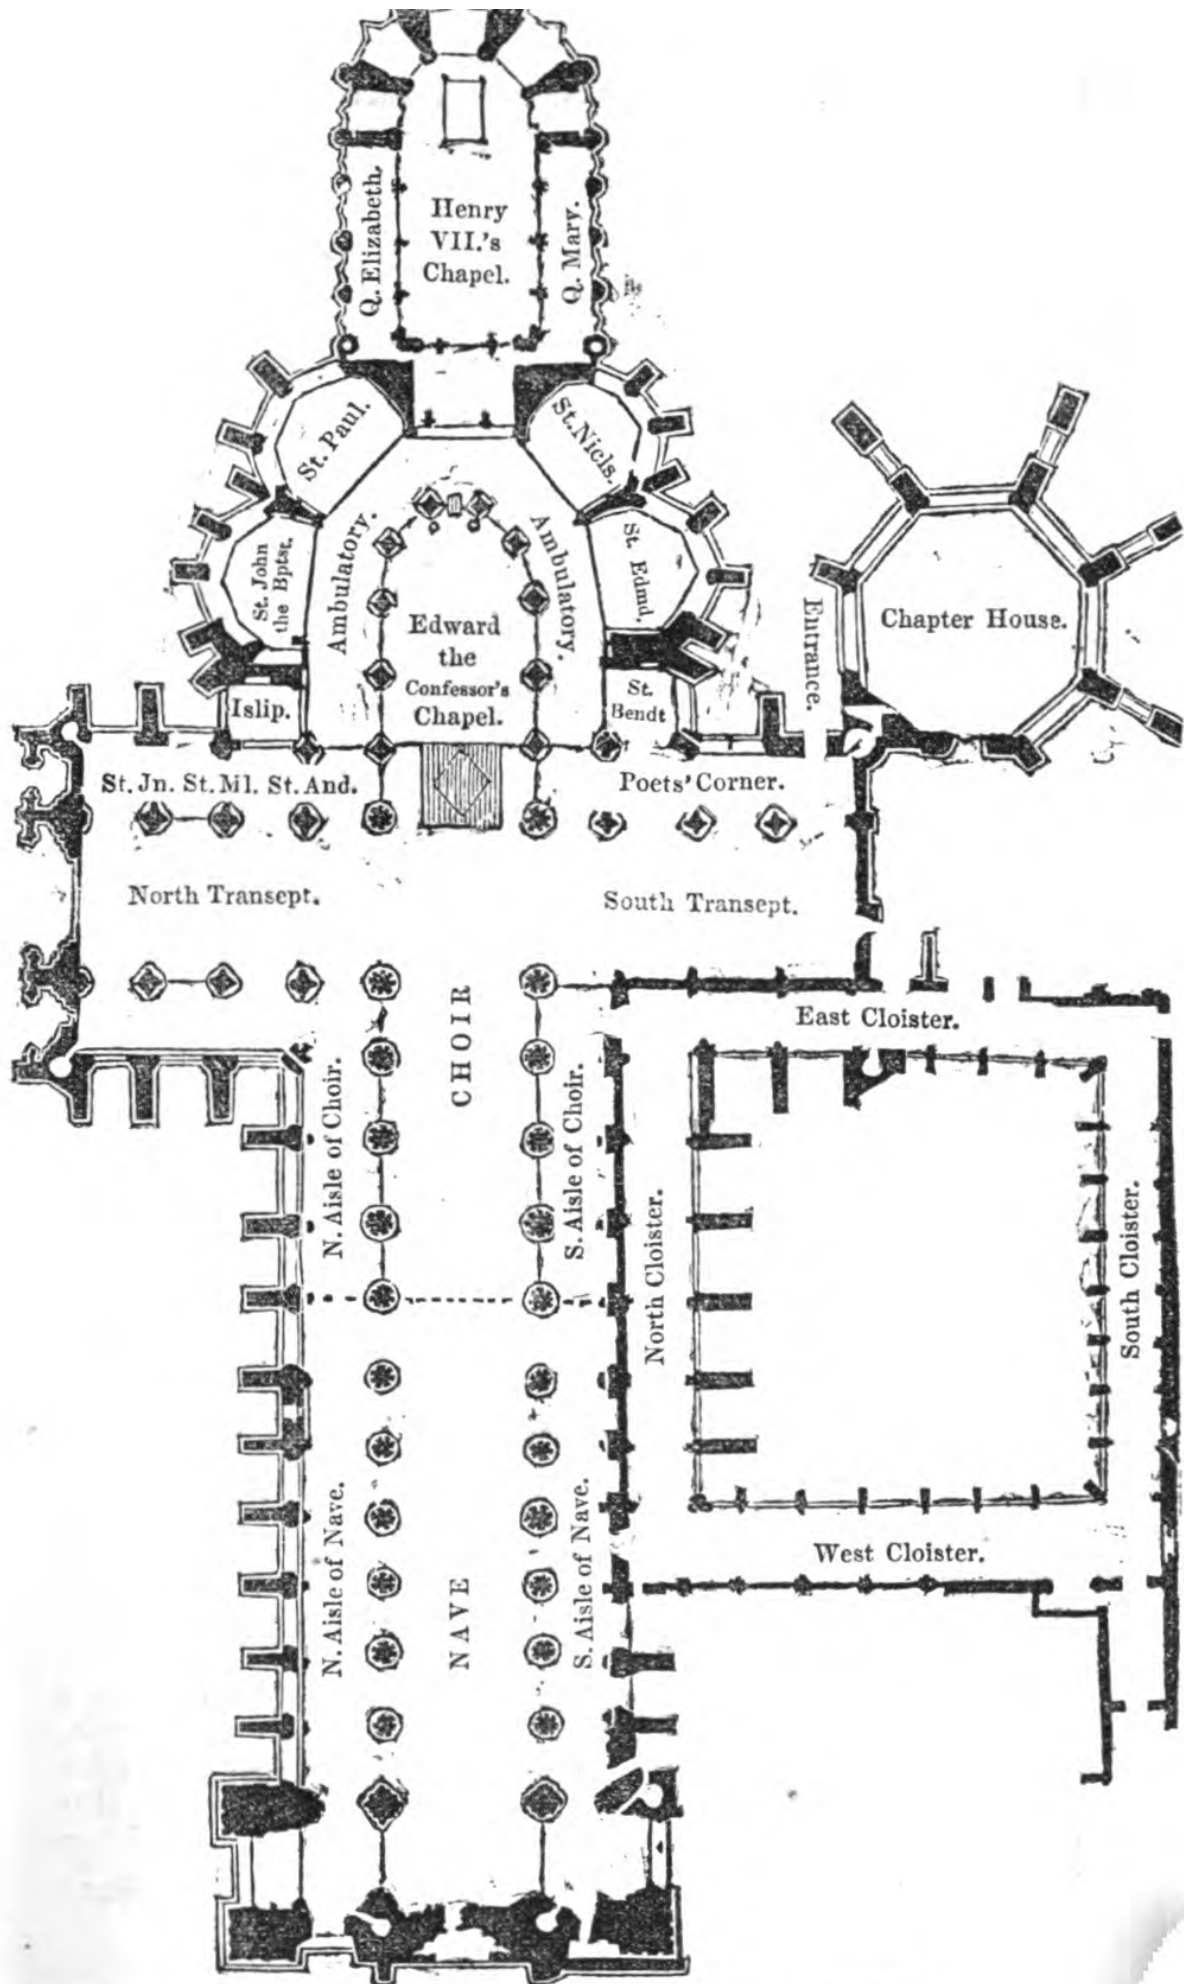 Q. Elizabeth.
Henry
VII.'s
Chapel.
Q. Mary.
St. Paul.
St. Nicls.
St. John
the Bptst.
Ambulatory.
Ambulatory.
St. Edmd.
Edward
the
Confessor's
Chapel.
Islip.
St.
Bendt
Entrance.
Chapter House.
St. Jn. St. Ml. St. And.
Poets' Corner.
North Transept.
South Transept.
CHOIR
N. Aisle of Choir.
S. Aisle of Choir.
East Cloister.
North Cloister.
South Cloister.
West Cloister.
N. Aisle of Nave.
NAVE
S. Aisle of Nave.